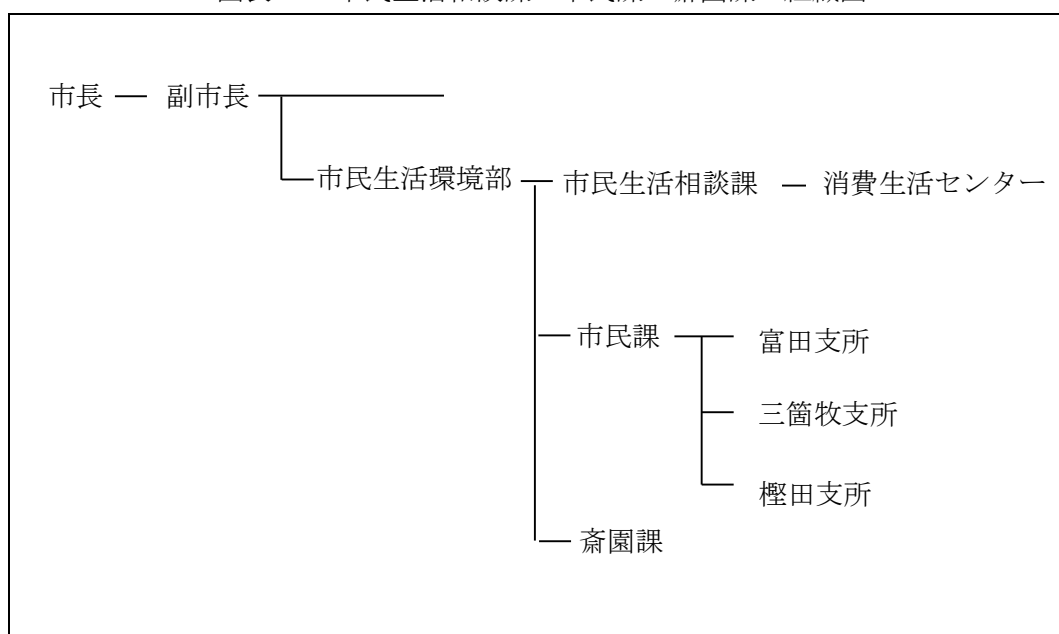 市長 ― 副市長
市民生活環境部 ― 市民生活相談課 ― 消費生活センター
市民課
富田支所
三箇牧支所
樫田支所
斎園課